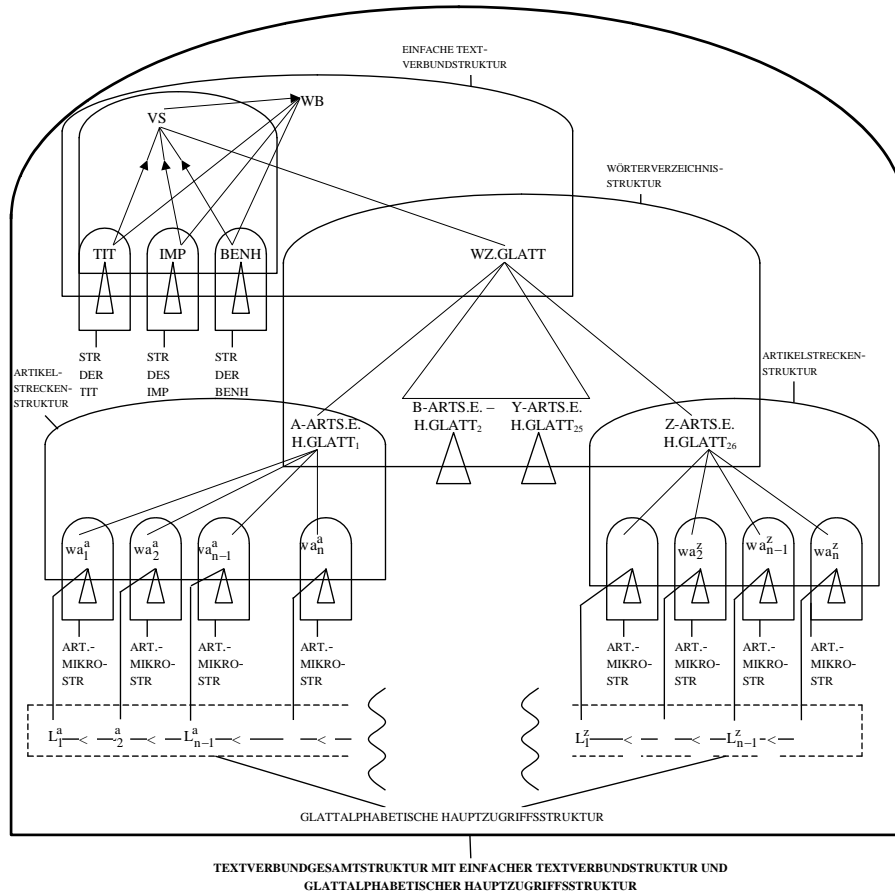 EINFACHE TEXT-
VERBUNDSTRUKTUR
WB
VS
WÖRTERVERZEICHNIS-
STRUKTUR
TIT IMP BENH WZ.GLATT
STR
DER
TIT
STR
DES
IMP
STR
DER
BENH
ARTIKEL-
STRECKEN-
STRUKTUR
ARTIKELSTRECKEN-
STRUKTUR
A-ARTS.E.
H.GLATT₁
B-ARTS.E. –
H.GLATT₂
Y-ARTS.E.
H.GLATT₂₅
Z-ARTS.E.
H.GLATT₂₆
wa₁ᵃ wa₂ᵃ waₙ₋₁ᵃ waₙᵃ wa₂ᶻ waₙ₋₁ᶻ waₙᶻ
ART.-
MIKRO-
STR
ART.-
MIKRO-
STR
ART.-
MIKRO-
STR
ART.-
MIKRO-
STR
ART.-
MIKRO-
STR
ART.-
MIKRO-
STR
ART.-
MIKRO-
STR
ART.-
MIKRO-
STR
L₁ᵃ — < — ₂ᵃ — < — Lₙ₋₁ᵃ — < — — < —
L₁ᶻ — < — — < — Lₙ₋₁ᶻ - < —
GLATTALPHABETISCHE HAUPTZUGRIFFSSTRUKTUR
TEXTVERBUNDGESAMTSTRUKTUR MIT EINFACHER TEXTVERBUNDSTRUKTUR UND
GLATTALPHABETISCHER HAUPTZUGRIFFSSTRUKTUR